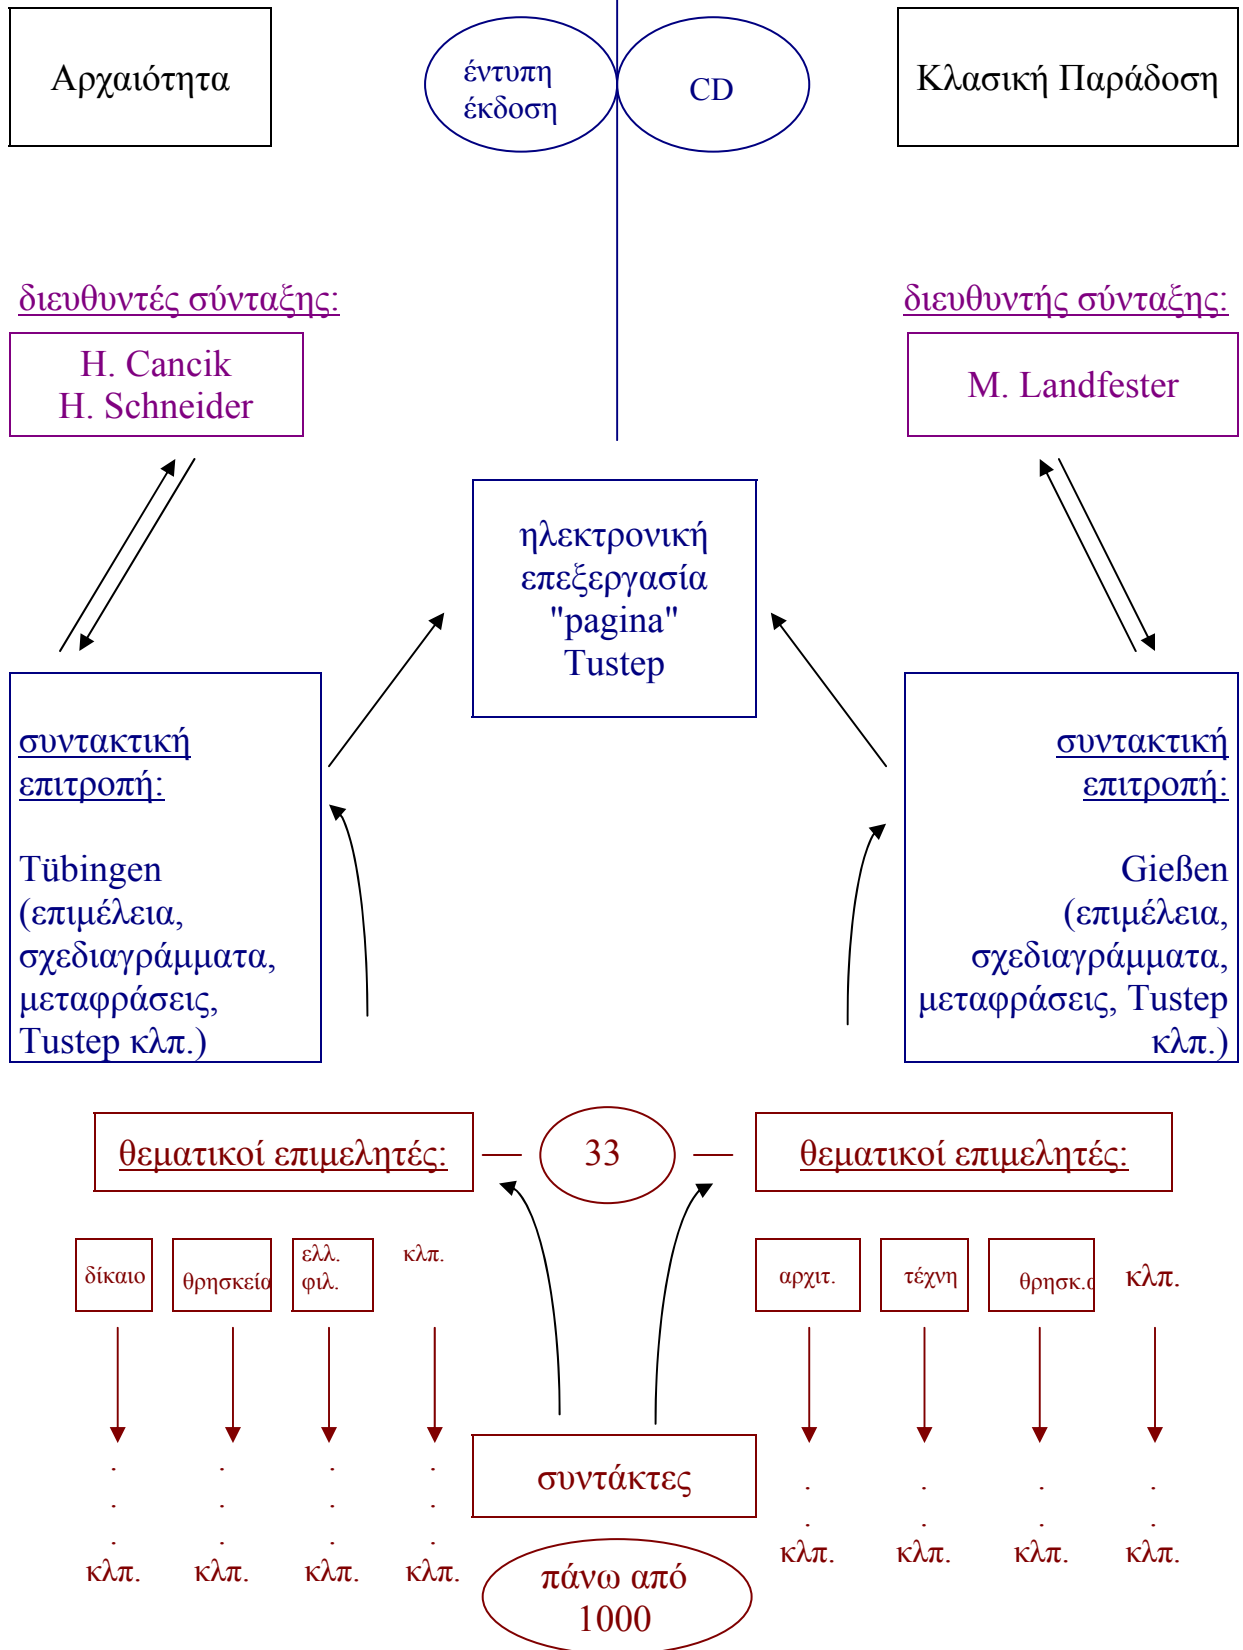 Αρχαιότητα
έντυπη
έκδοση
CD
Κλασική Παράδοση
διευθυντές σύνταξης:
H. Cancik
H. Schneider
διευθυντής σύνταξης:
M. Landfester
ηλεκτρονική
επεξεργασία
"pagina"
Tustep
συντακτική
επιτροπή:
Tübingen
(επιμέλεια,
σχεδιαγράμματα,
μεταφράσεις,
Tustep κλπ.)
συντακτική
επιτροπή:
Gießen
(επιμέλεια,
σχεδιαγράμματα,
μεταφράσεις, Tustep
κλπ.)
θεματικοί επιμελητές:
33
θεματικοί επιμελητές:
δίκαιο
θρησκεία
ελλ.
φιλ.
κλπ.
αρχιτ.
τέχνη
θρησκ.α
κλπ.
συντάκτες
κλπ.
κλπ.
κλπ.
κλπ.
πάνω από
1000
κλπ.
κλπ.
κλπ.
κλπ.